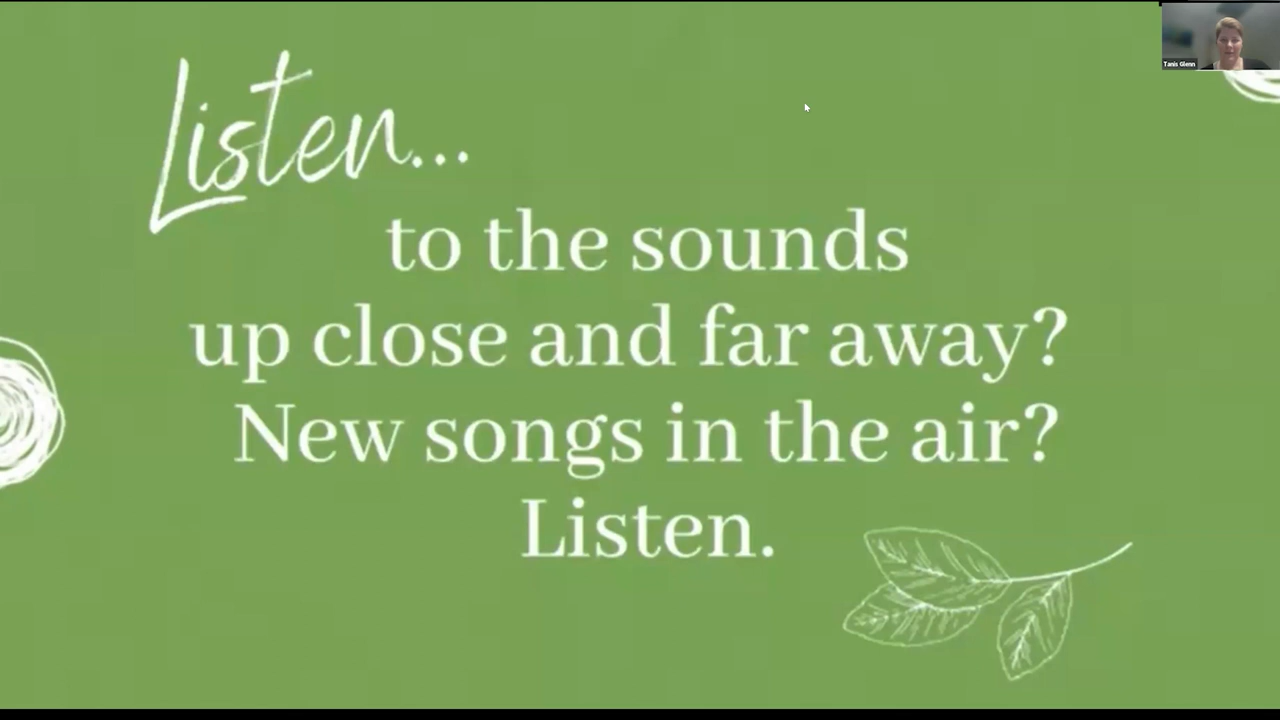 Listen...
to the sounds
up close and far away?
New songs in the air?
Listen.
Tanis Glenn